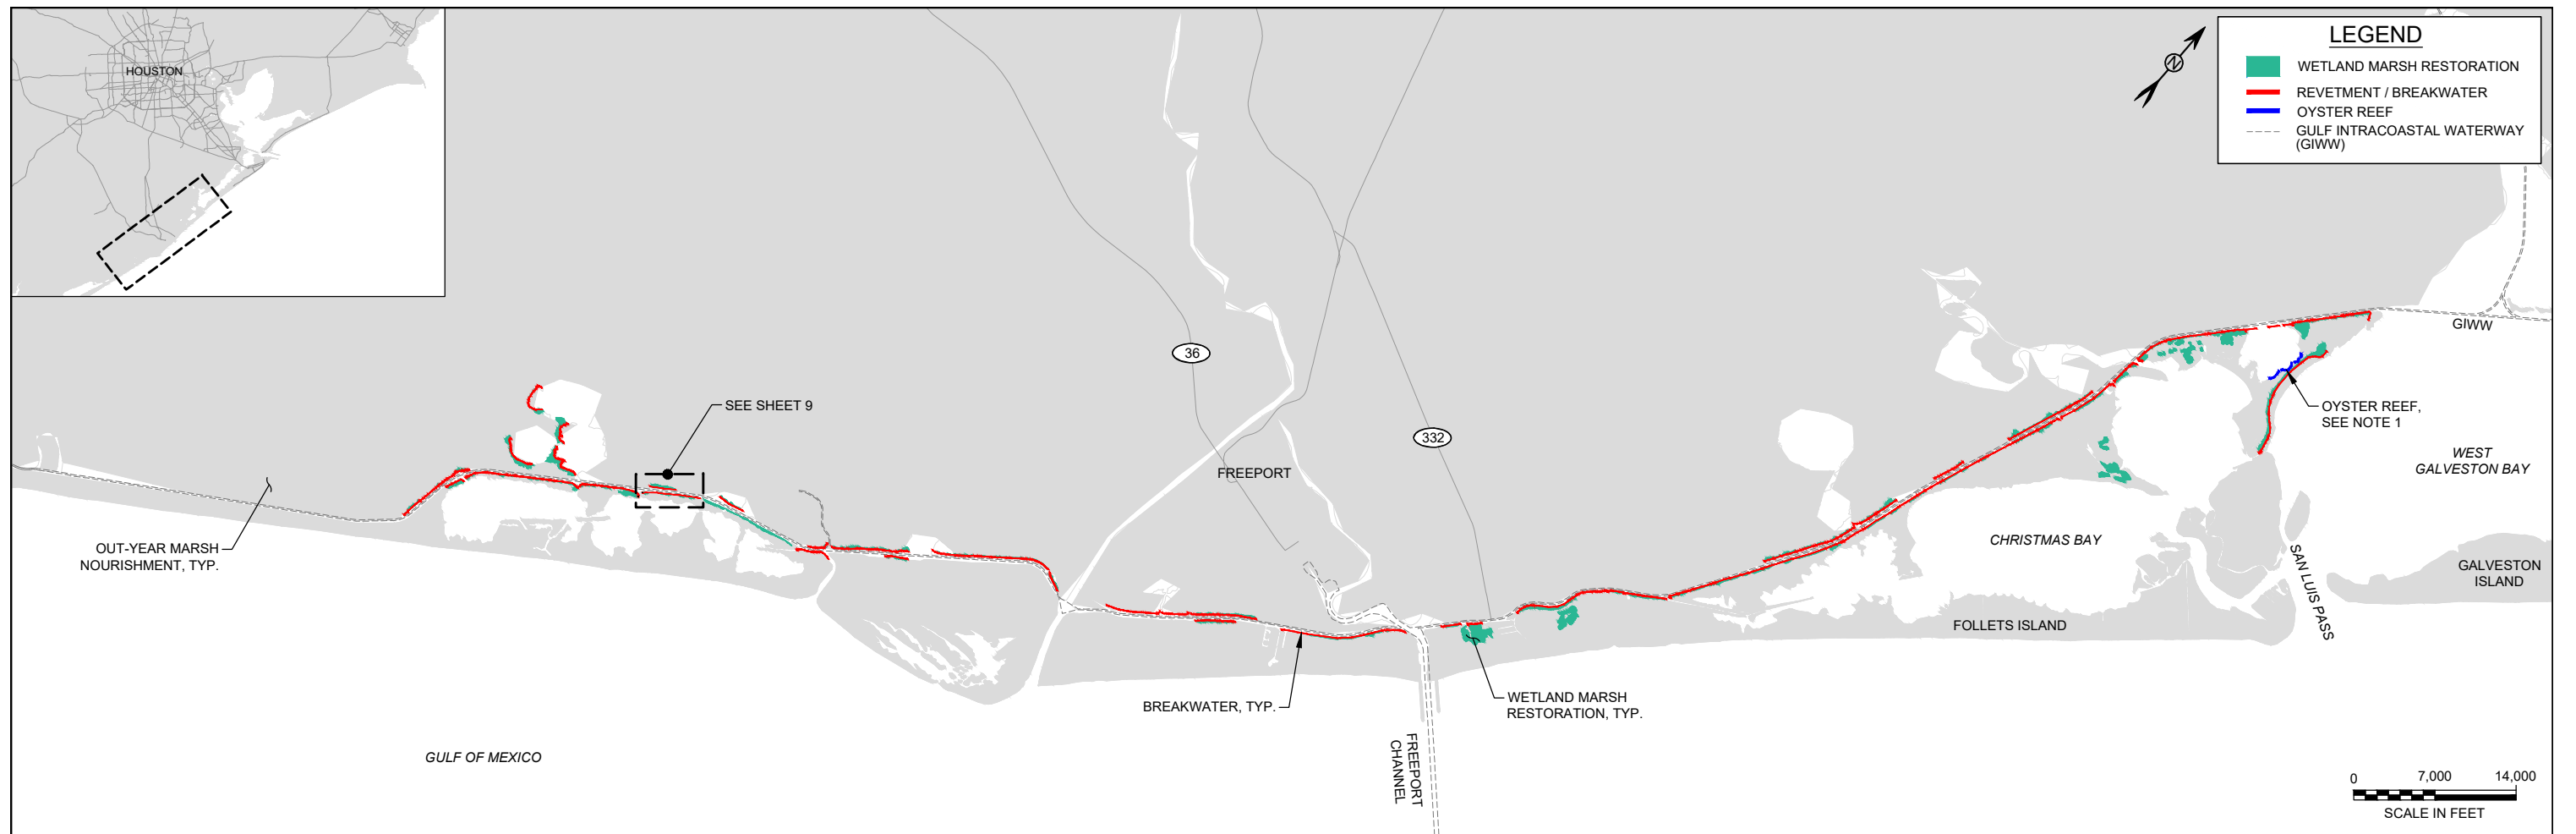 HOUSTON
LEGEND
WETLAND MARSH RESTORATION
REVETMENT / BREAKWATER
OYSTER REEF
GULF INTRACOASTAL WATERWAY
(GIWW)
N
GIWW
36
332
SEE SHEET 9
FREEPORT
OYSTER REEF,
SEE NOTE 1
WEST
GALVESTON BAY
OUT-YEAR MARSH
NOURISHMENT, TYP.
CHRISTMAS BAY
SAN LUIS PASS
GALVESTON
ISLAND
FOLLETS ISLAND
BREAKWATER, TYP.
WETLAND MARSH
RESTORATION, TYP.
GULF OF MEXICO
FREEPORT
CHANNEL
0 7,000 14,000
SCALE IN FEET